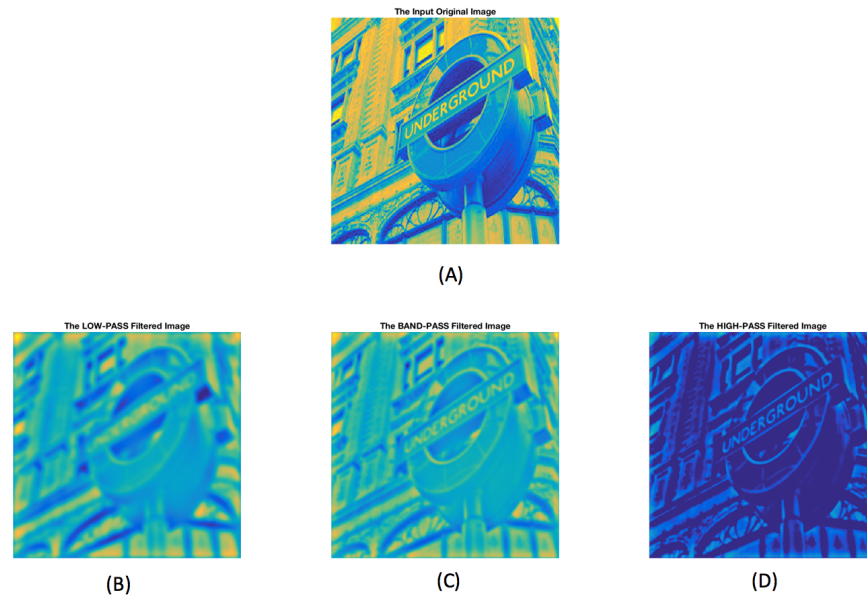 The Input Original Image
UNDERGROUND
(A)
The LOW-PASS Filtered Image
The BAND-PASS Filtered Image
The HIGH-PASS Filtered Image
UNDERGROUND
UNDERGROUND
UNDERGROUND
(B)
(C)
(D)